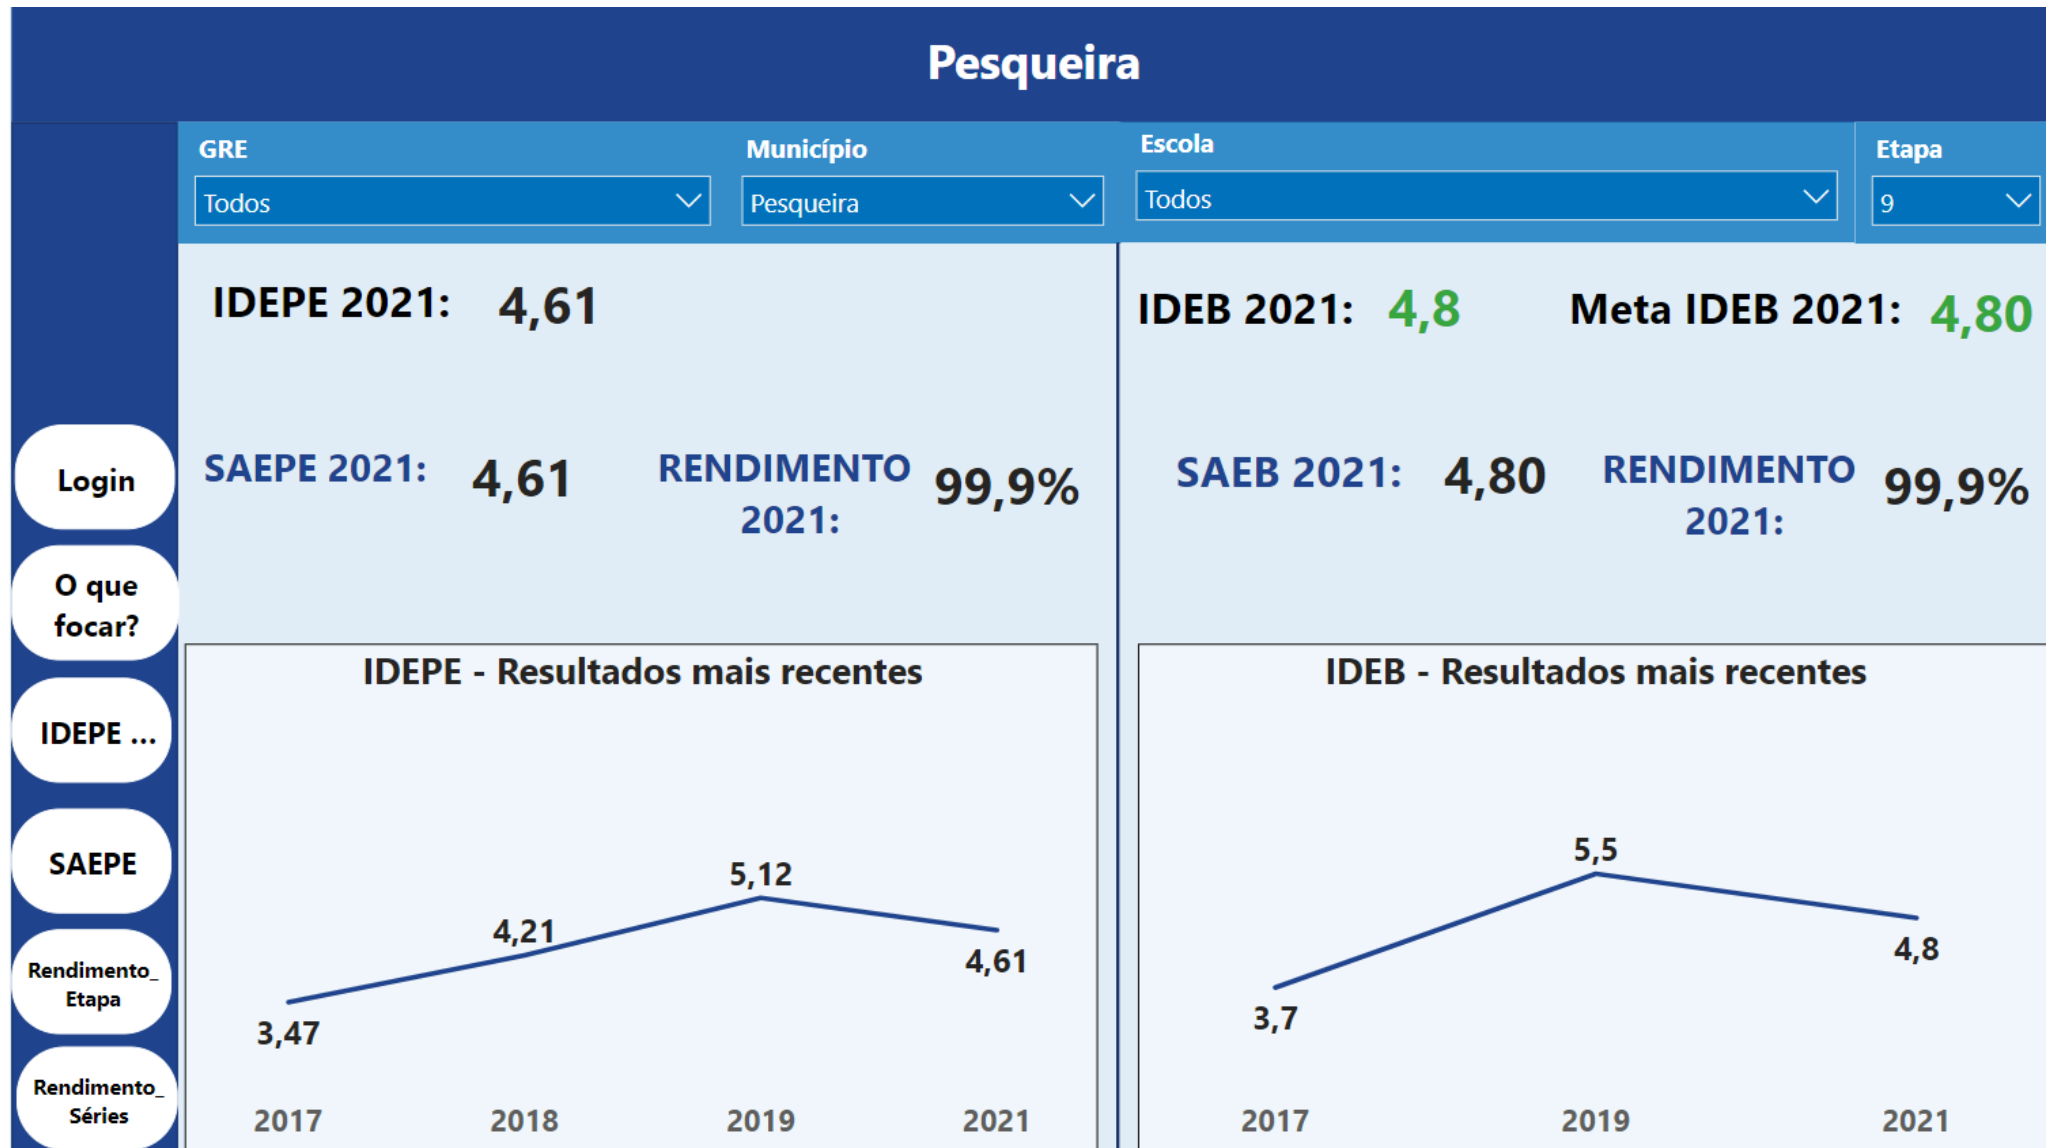 Pesqueira
GRE
Todos
Município
Pesqueira
Escola
Todos
Etapa
9
IDEPE 2021: 4,61
IDEB 2021: 4,8
Meta IDEB 2021: 4,80
SAEPE 2021: 4,61
RENDIMENTO
2021:
99,9%
SAEB 2021: 4,80
RENDIMENTO
2021:
99,9%
Login
O que
focar?
IDEPE ...
SAEPE
Rendimento_
Etapa
Rendimento_
Séries
IDEPE - Resultados mais recentes
3,47
4,21
5,12
4,61
2017 2018 2019 2021
IDEB - Resultados mais recentes
3,7
5,5
4,8
2017 2019 2021